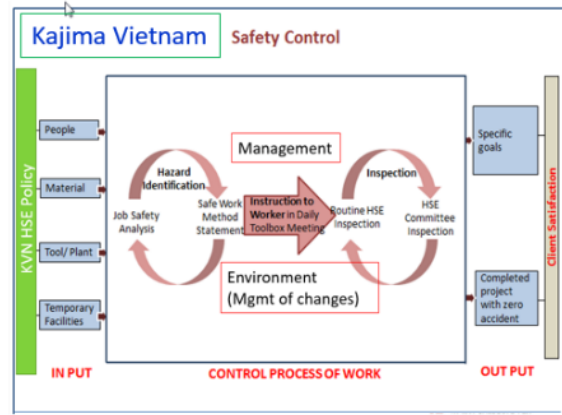 Kajima Vietnam
Safety Control
KVN HSE Policy
People
Material
Tool/ Plant
Temporary
Facilities
IN PUT
Management
Hazard
Identification
Job Safety
Analysis
Safe Work
Method
Statement
Instruction to
Worker in Daily
Toolbox Meeting
Inspection
Routine HSE
Inspection
HSE
Committee
Inspection
Environment
(Mgmt of changes)
CONTROL PROCESS OF WORK
Specific
goals
Completed
project
with zero
accident
OUT PUT
Client Satisfaction